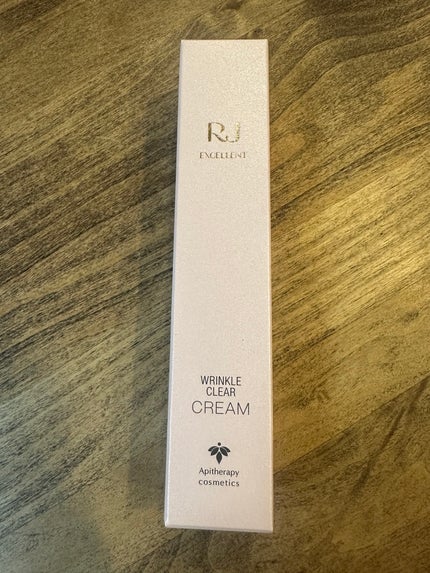 RJ
EXCELLENT
WRINKLE
CLEAR
CREAM
Apitherapy
cosmetics